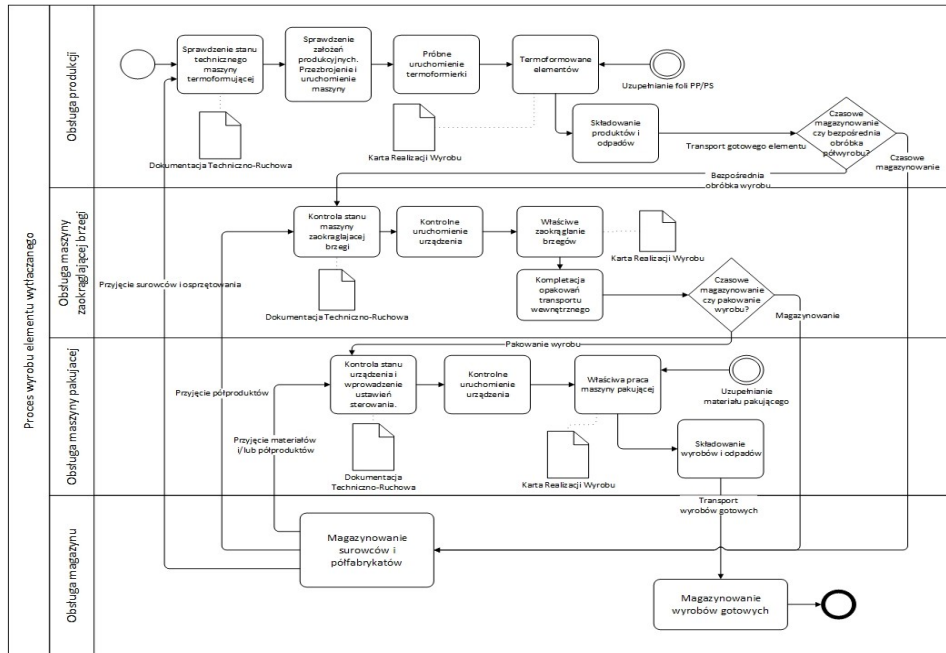 Proces wyrobu elementu wytłaczanego
Obsługa produkcji
Sprawdzenie stanu
technicznego
maszyny
termoformującej
Sprawdzenie
założeń
produkcyjnych.
Przezbrojenie i
uruchomienie
maszyny
Próbne
uruchomienie
termoformierki
Termoformowane
elementów
Uzupełnianie foli PP/PS
Dokumentacja Techniczno-Ruchowa
Karta Realizacji Wyrobu
Składowanie
produktów i
odpadów
Transport gotowego elementu
Czasowe
magazynowanie
czy bezpośrednia
obróbka
półwyrobu?
Czasowe
magazynowanie
Bezpośrednia
obróbka wyrobu
Obsługa maszyny
zaokrąglającej brzegi
Kontrola stanu
maszyny
zaokrąglajacej
brzegi
Kontrolne
uruchomienie
urządzenia
Właściwe
zaokrąglanie
brzegów
Karta Realizacji Wyrobu
Przyjęcie surowców i osprzętowania
Dokumentacja Techniczno-Ruchowa
Kompletacja
opakowań
transportu
wewnętrznego
Czasowe
magazynowanie
czy pakowanie
wyrobu?
Magazynowanie
Pakowanie wyrobu
Obsługa maszyny pakujacej
Kontrola stanu
urządzenia i
wprowadzenie
ustawień
sterowania.
Kontrolne
uruchomienie
urządzenia
Właściwa praca
maszyny pakującej
Uzupełnianie
materiału pakującego
Przyjęcie półproduktów
Przyjęcie materiałów
i/lub półproduktów
Dokumentacja
Techniczno-Ruchowa
Karta Realizacji Wyrobu
Składowanie
wyrobów i odpadów
Transport
wyrobów gotowych
Obsługa magazynu
Magazynowanie
surowców i
półfabrykatów
Magazynowanie
wyrobów gotowych